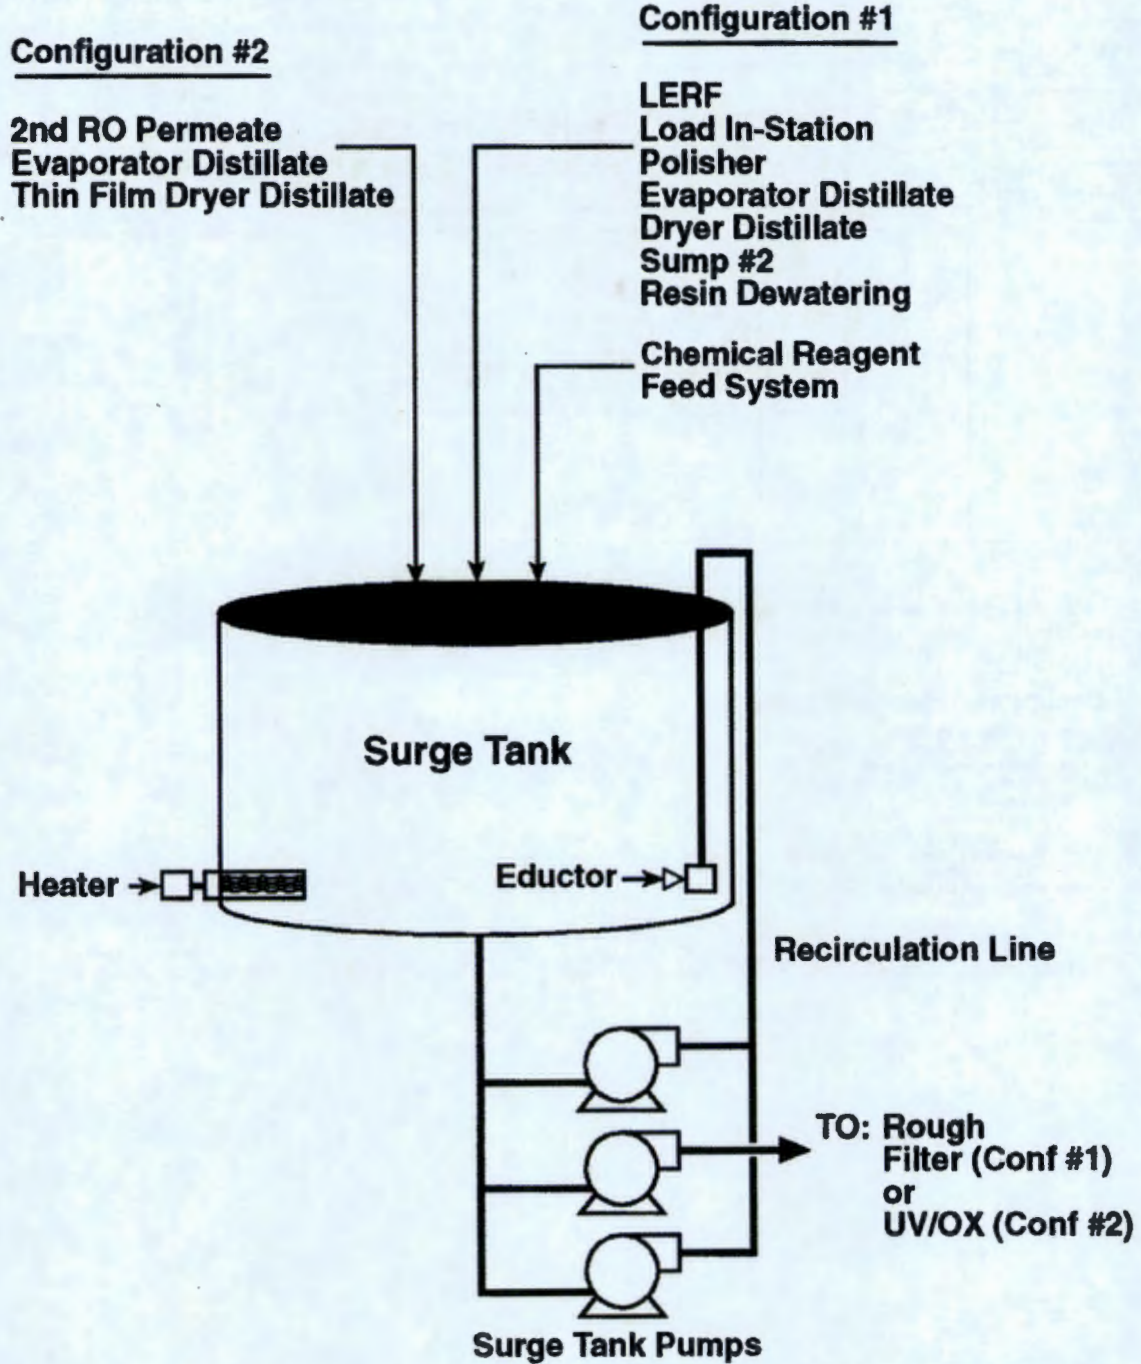 Configuration #2
2nd RO Permeate
Evaporator Distillate
Thin Film Dryer Distillate
Configuration #1
LERF
Load In-Station
Polisher
Evaporator Distillate
Dryer Distillate
Sump #2
Resin Dewatering
Chemical Reagent
Feed System
Surge Tank
Heater
Eductor
Recirculation Line
TO: Rough
Filter (Conf #1)
or
UV/OX (Conf #2)
Surge Tank Pumps